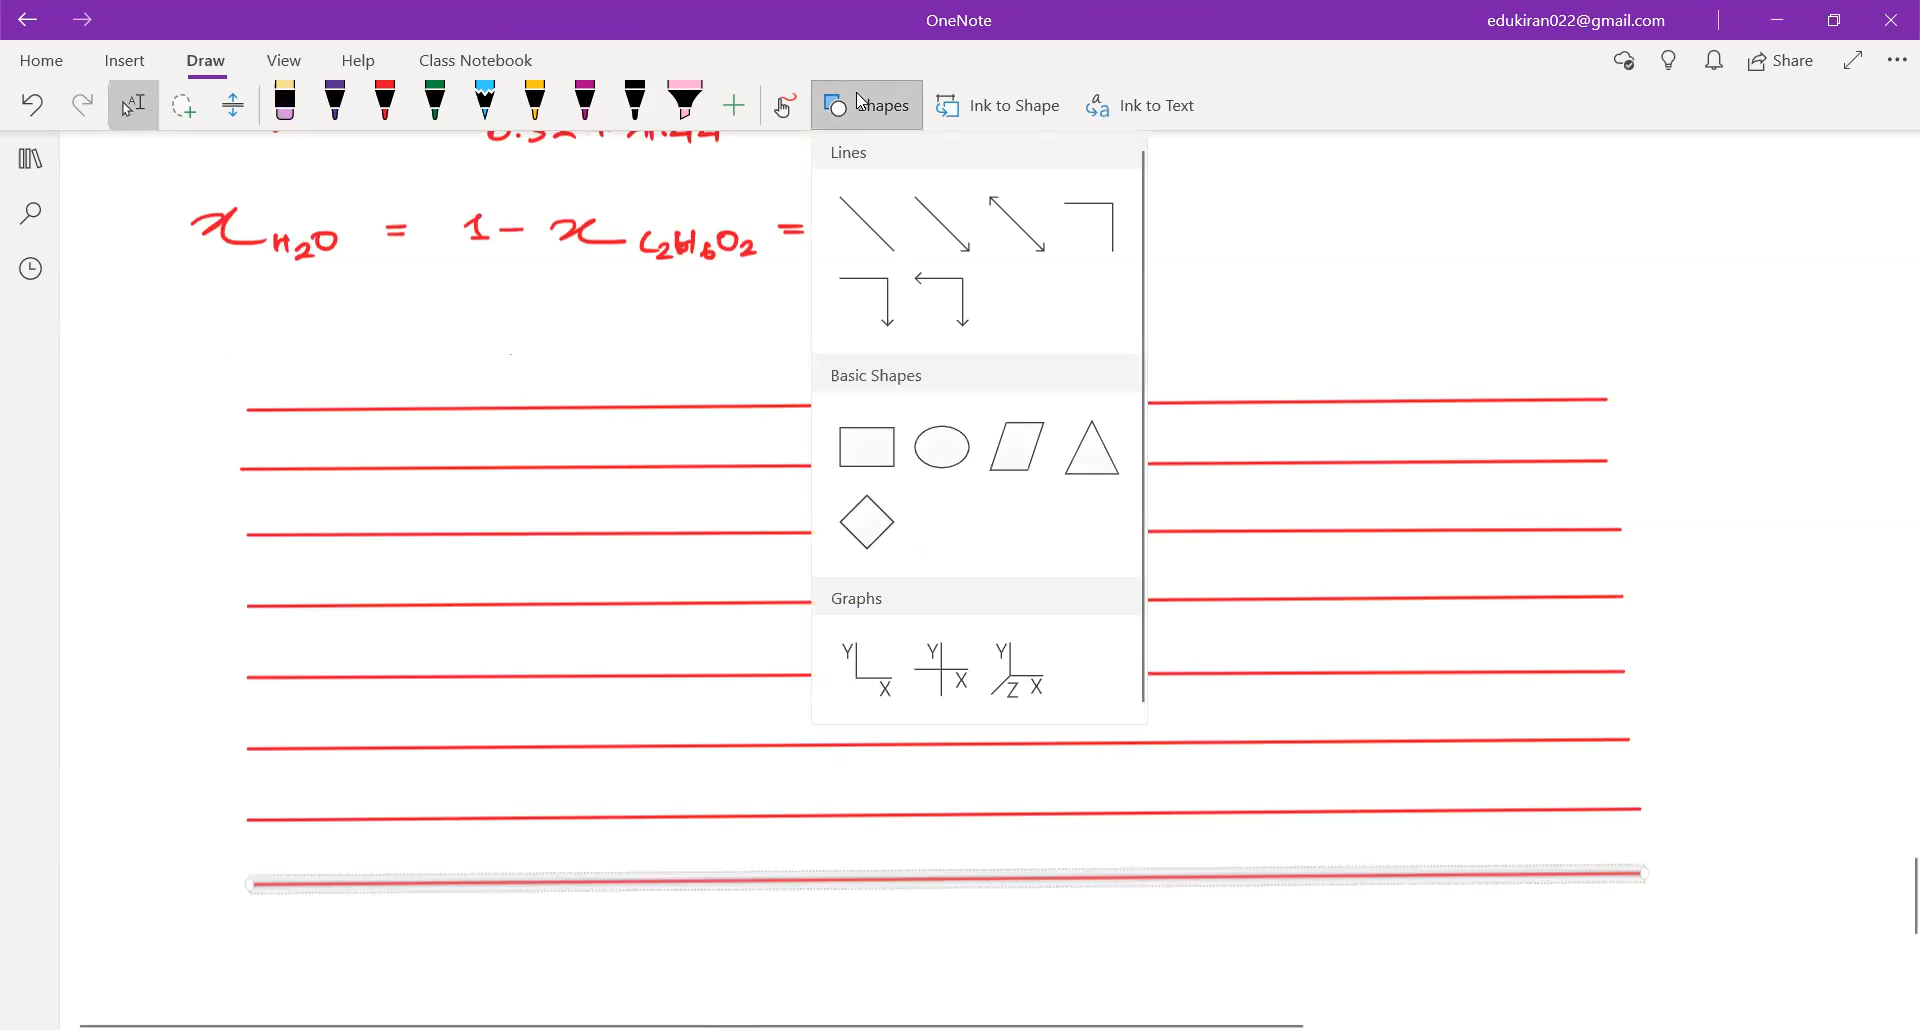 OneNote
edukiran022@gmail.com
Home Insert Draw View Help Class Notebook
Share
Shapes Ink to Shape Ink to Text
Lines
x H₂O = 1 - x C₂H₆O₂ =
Basic Shapes
Graphs
Y X
Y X
Y Z X